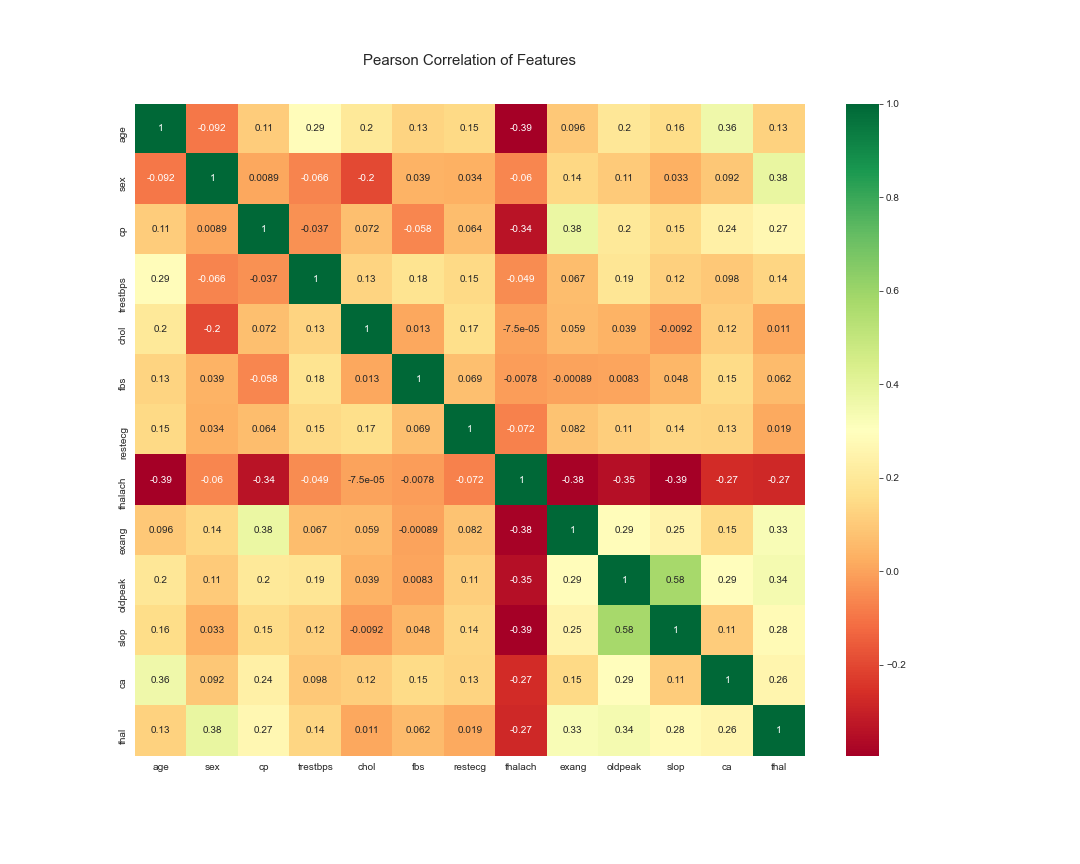 Pearson Correlation of Features
age 1 -0.092 0.11 0.29 0.2 0.13 0.15 -0.39 0.096 0.2 0.16 0.36 0.13
sex -0.092 1 0.0089 -0.066 -0.2 0.039 0.034 -0.06 0.14 0.11 0.033 0.092 0.38
cp 0.11 0.0089 1 -0.037 0.072 -0.058 0.064 -0.34 0.38 0.2 0.15 0.24 0.27
trestbps 0.29 -0.066 -0.037 1 0.13 0.18 0.15 -0.049 0.067 0.19 0.12 0.098 0.14
chol 0.2 -0.2 0.072 0.13 1 0.013 0.17 -7.5e-05 0.059 0.039 -0.0092 0.12 0.011
fbs 0.13 0.039 -0.058 0.18 0.013 1 0.069 -0.0078 -0.00089 0.0083 0.048 0.15 0.062
restecg 0.15 0.034 0.064 0.15 0.17 0.069 1 -0.072 0.082 0.11 0.14 0.13 0.019
thalach -0.39 -0.06 -0.34 -0.049 -7.5e-05 -0.0078 -0.072 1 -0.38 -0.35 -0.39 -0.27 -0.27
exang 0.096 0.14 0.38 0.067 0.059 -0.00089 0.082 -0.38 1 0.29 0.25 0.15 0.33
oldpeak 0.2 0.11 0.2 0.19 0.039 0.0083 0.11 -0.35 0.29 1 0.58 0.29 0.34
slop 0.16 0.033 0.15 0.12 -0.0092 0.048 0.14 -0.39 0.25 0.58 1 0.11 0.28
ca 0.36 0.092 0.24 0.098 0.12 0.15 0.13 -0.27 0.15 0.29 0.11 1 0.26
thal 0.13 0.38 0.27 0.14 0.011 0.062 0.019 -0.27 0.33 0.34 0.28 0.26 1
age sex cp trestbps chol fbs restecg thalach exang oldpeak slop ca thal
1.0
0.8
0.6
0.4
0.2
0.0
−0.2